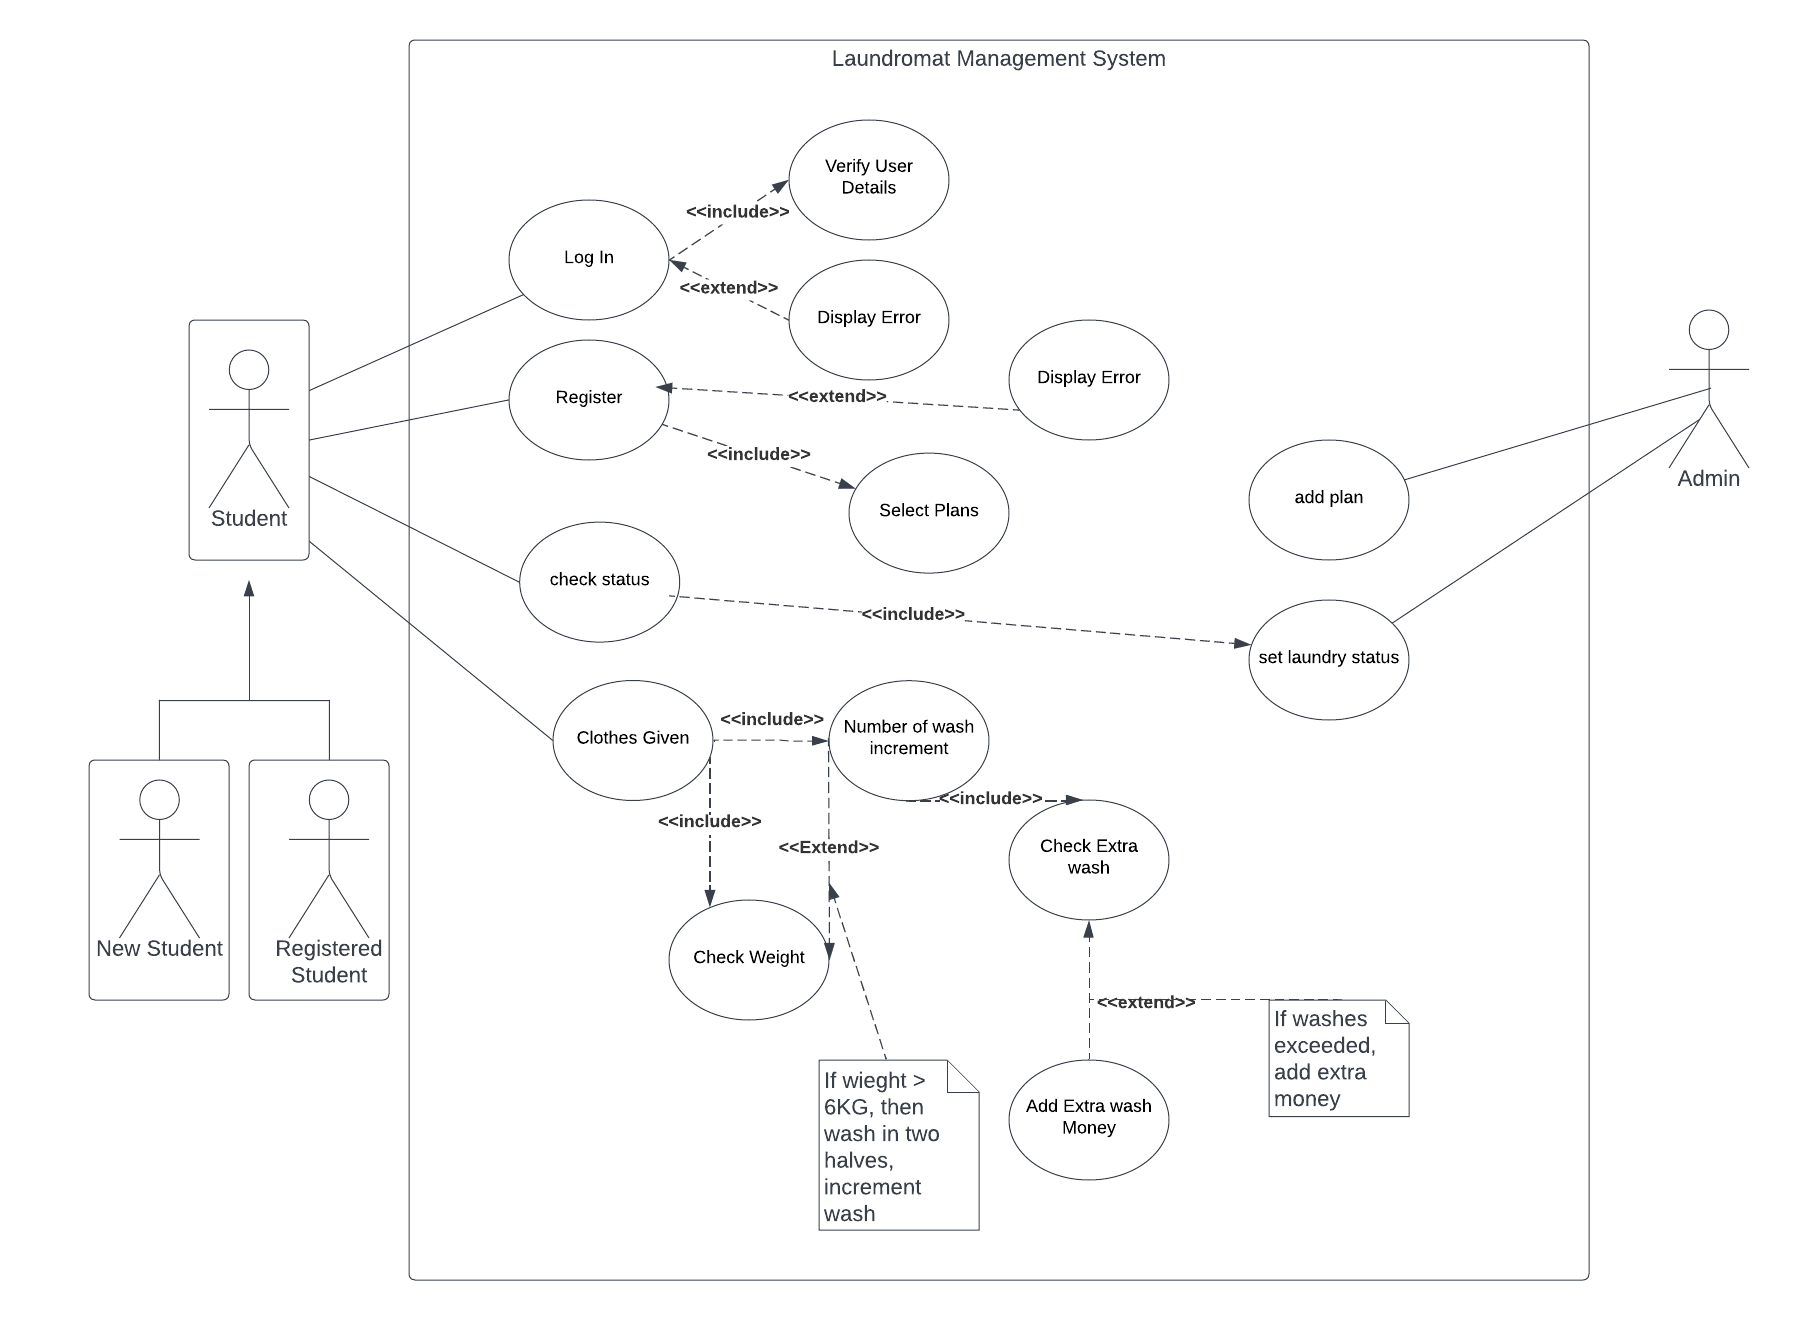 Laundromat Management System
Verify User
Details
<<include>>
Log In
<<extend>>
Display Error
Display Error
Register
<<extend>>
<<include>>
Select Plans
Student
Admin
add plan
check status
<<include>>
set laundry status
Clothes Given
<<include>>
Number of wash
increment
<<include>>
<<include>>
<<Extend>>
Check Extra
wash
New Student
Registered
Student
Check Weight
<<extend>>
If washes
exceeded,
add extra
money
If wieght >
6KG, then
wash in two
halves,
increment
wash
Add Extra wash
Money